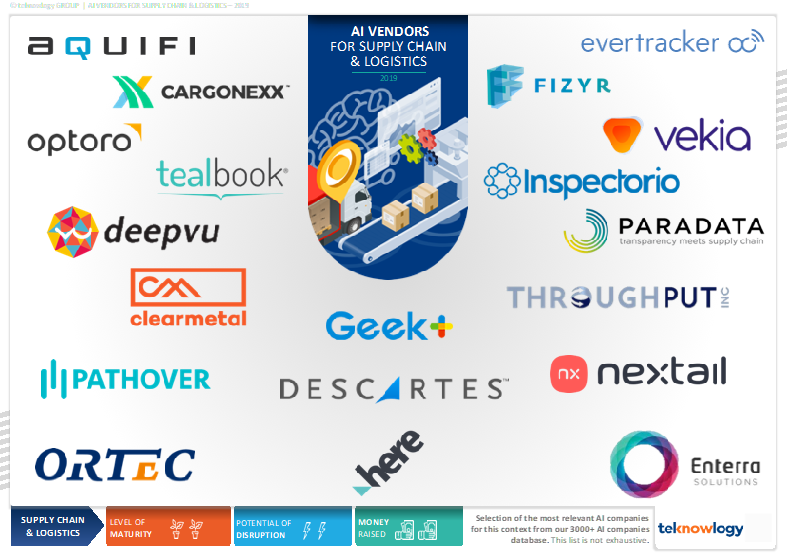 © teknowlogy GROUP | AI VENDORS FOR SUPPLY CHAIN & LOGISTICS – 2019
AI VENDORS
FOR SUPPLY CHAIN
& LOGISTICS
2019
AQUIFI
CARGONEXX™
optoro
tealbook®
deepvu
clearmetal
PATHOVER
ORTEC
Geek+
DESCARTES™
here
evertracker
FIZYR
vekia
Inspectorio
PARADATA
transparency meets supply chain
THROUGHPUT INC
nx nextail
Enterra
SOLUTIONS
SUPPLY CHAIN
& LOGISTICS
LEVEL OF
MATURITY
POTENTIAL OF
DISRUPTION
MONEY
RAISED
Selection of the most relevant AI companies
for this context from our 3000+ AI companies
database. This list is not exhaustive.
teknowlogy